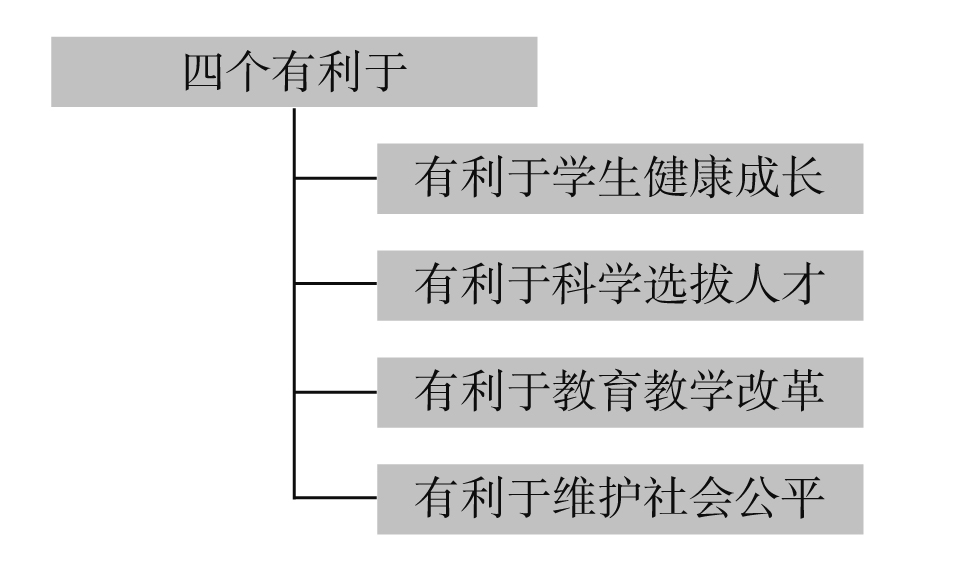 四个有利于
有利于学生健康成长
有利于科学选拔人才
有利于教育教学改革
有利于维护社会公平